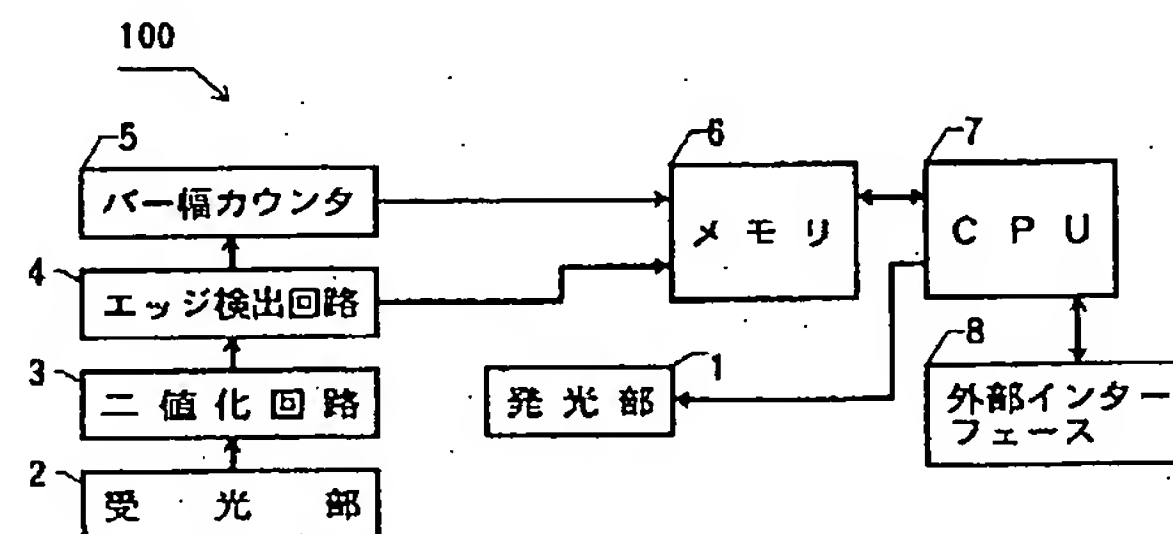 100
5
バー幅カウンタ
4
エッジ検出回路
3
二値化回路
2
受光部
6
メモリ
7
CPU
1
発光部
8
外部インター
フェース